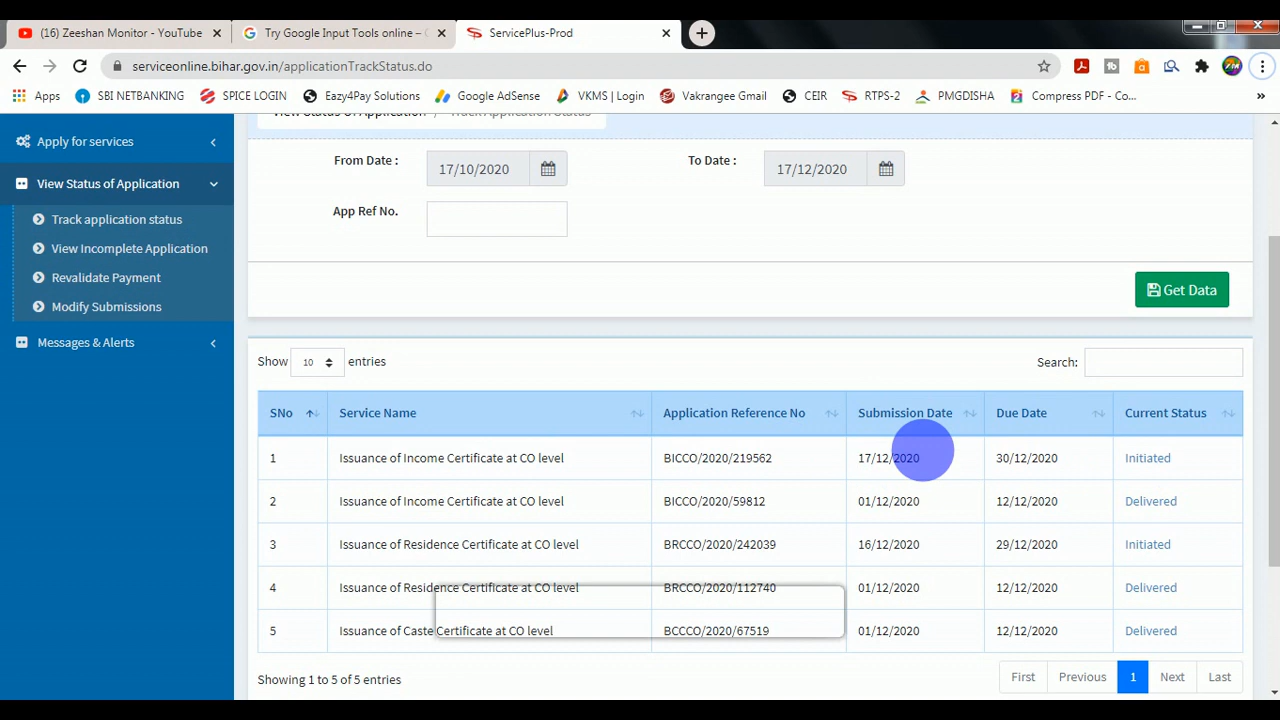 (16) Zeeshan Monitor - YouTube
Try Google Input Tools online –
ServicePlus-Prod
serviceonline.bihar.gov.in/applicationTrackStatus.do
Apps SBI NETBANKING SPICE LOGIN Eazy4Pay Solutions Google AdSense VKMS | Login Vakrangee Gmail CEIR RTPS-2 PMGDISHA Compress PDF - Co... »
Apply for services
View Status of Application
Track application status
View Incomplete Application
Revalidate Payment
Modify Submissions
Messages & Alerts
View Status Of Application / Track Application Status
From Date : 17/10/2020 To Date : 17/12/2020
App Ref No.
Get Data
Show 10 entries Search:
SNo Service Name Application Reference No Submission Date Due Date Current Status
1 Issuance of Income Certificate at CO level BICCO/2020/219562 17/12/2020 30/12/2020 Initiated
2 Issuance of Income Certificate at CO level BICCO/2020/59812 01/12/2020 12/12/2020 Delivered
3 Issuance of Residence Certificate at CO level BRCCO/2020/242039 16/12/2020 29/12/2020 Initiated
4 Issuance of Residence Certificate at CO level BRCCO/2020/112740 01/12/2020 12/12/2020 Delivered
5 Issuance of Caste Certificate at CO level BCCCO/2020/67519 01/12/2020 12/12/2020 Delivered
Showing 1 to 5 of 5 entries
First Previous 1 Next Last